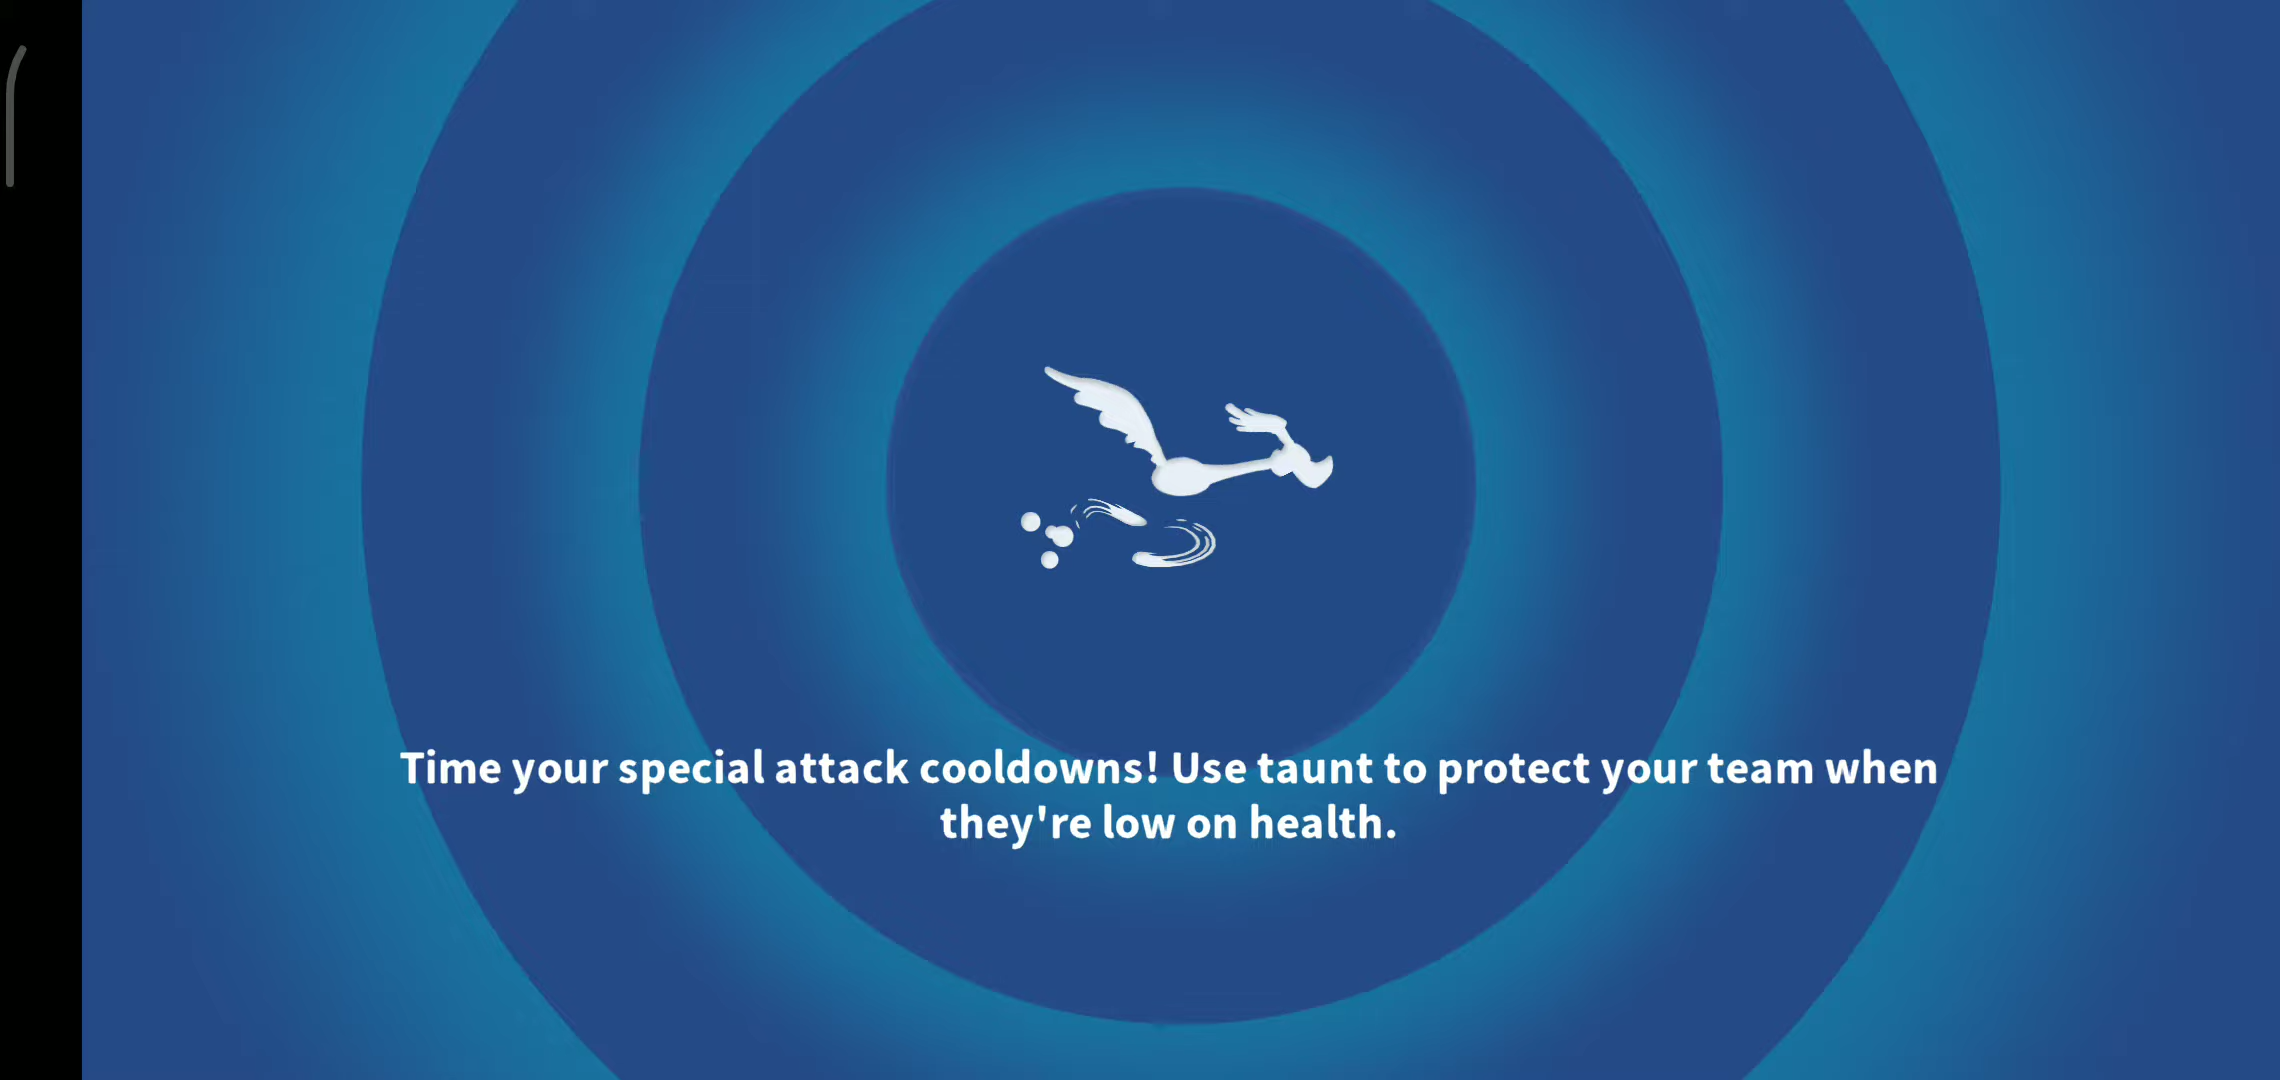 Time your special attack cooldowns! Use taunt to protect your team when
they're low on health.